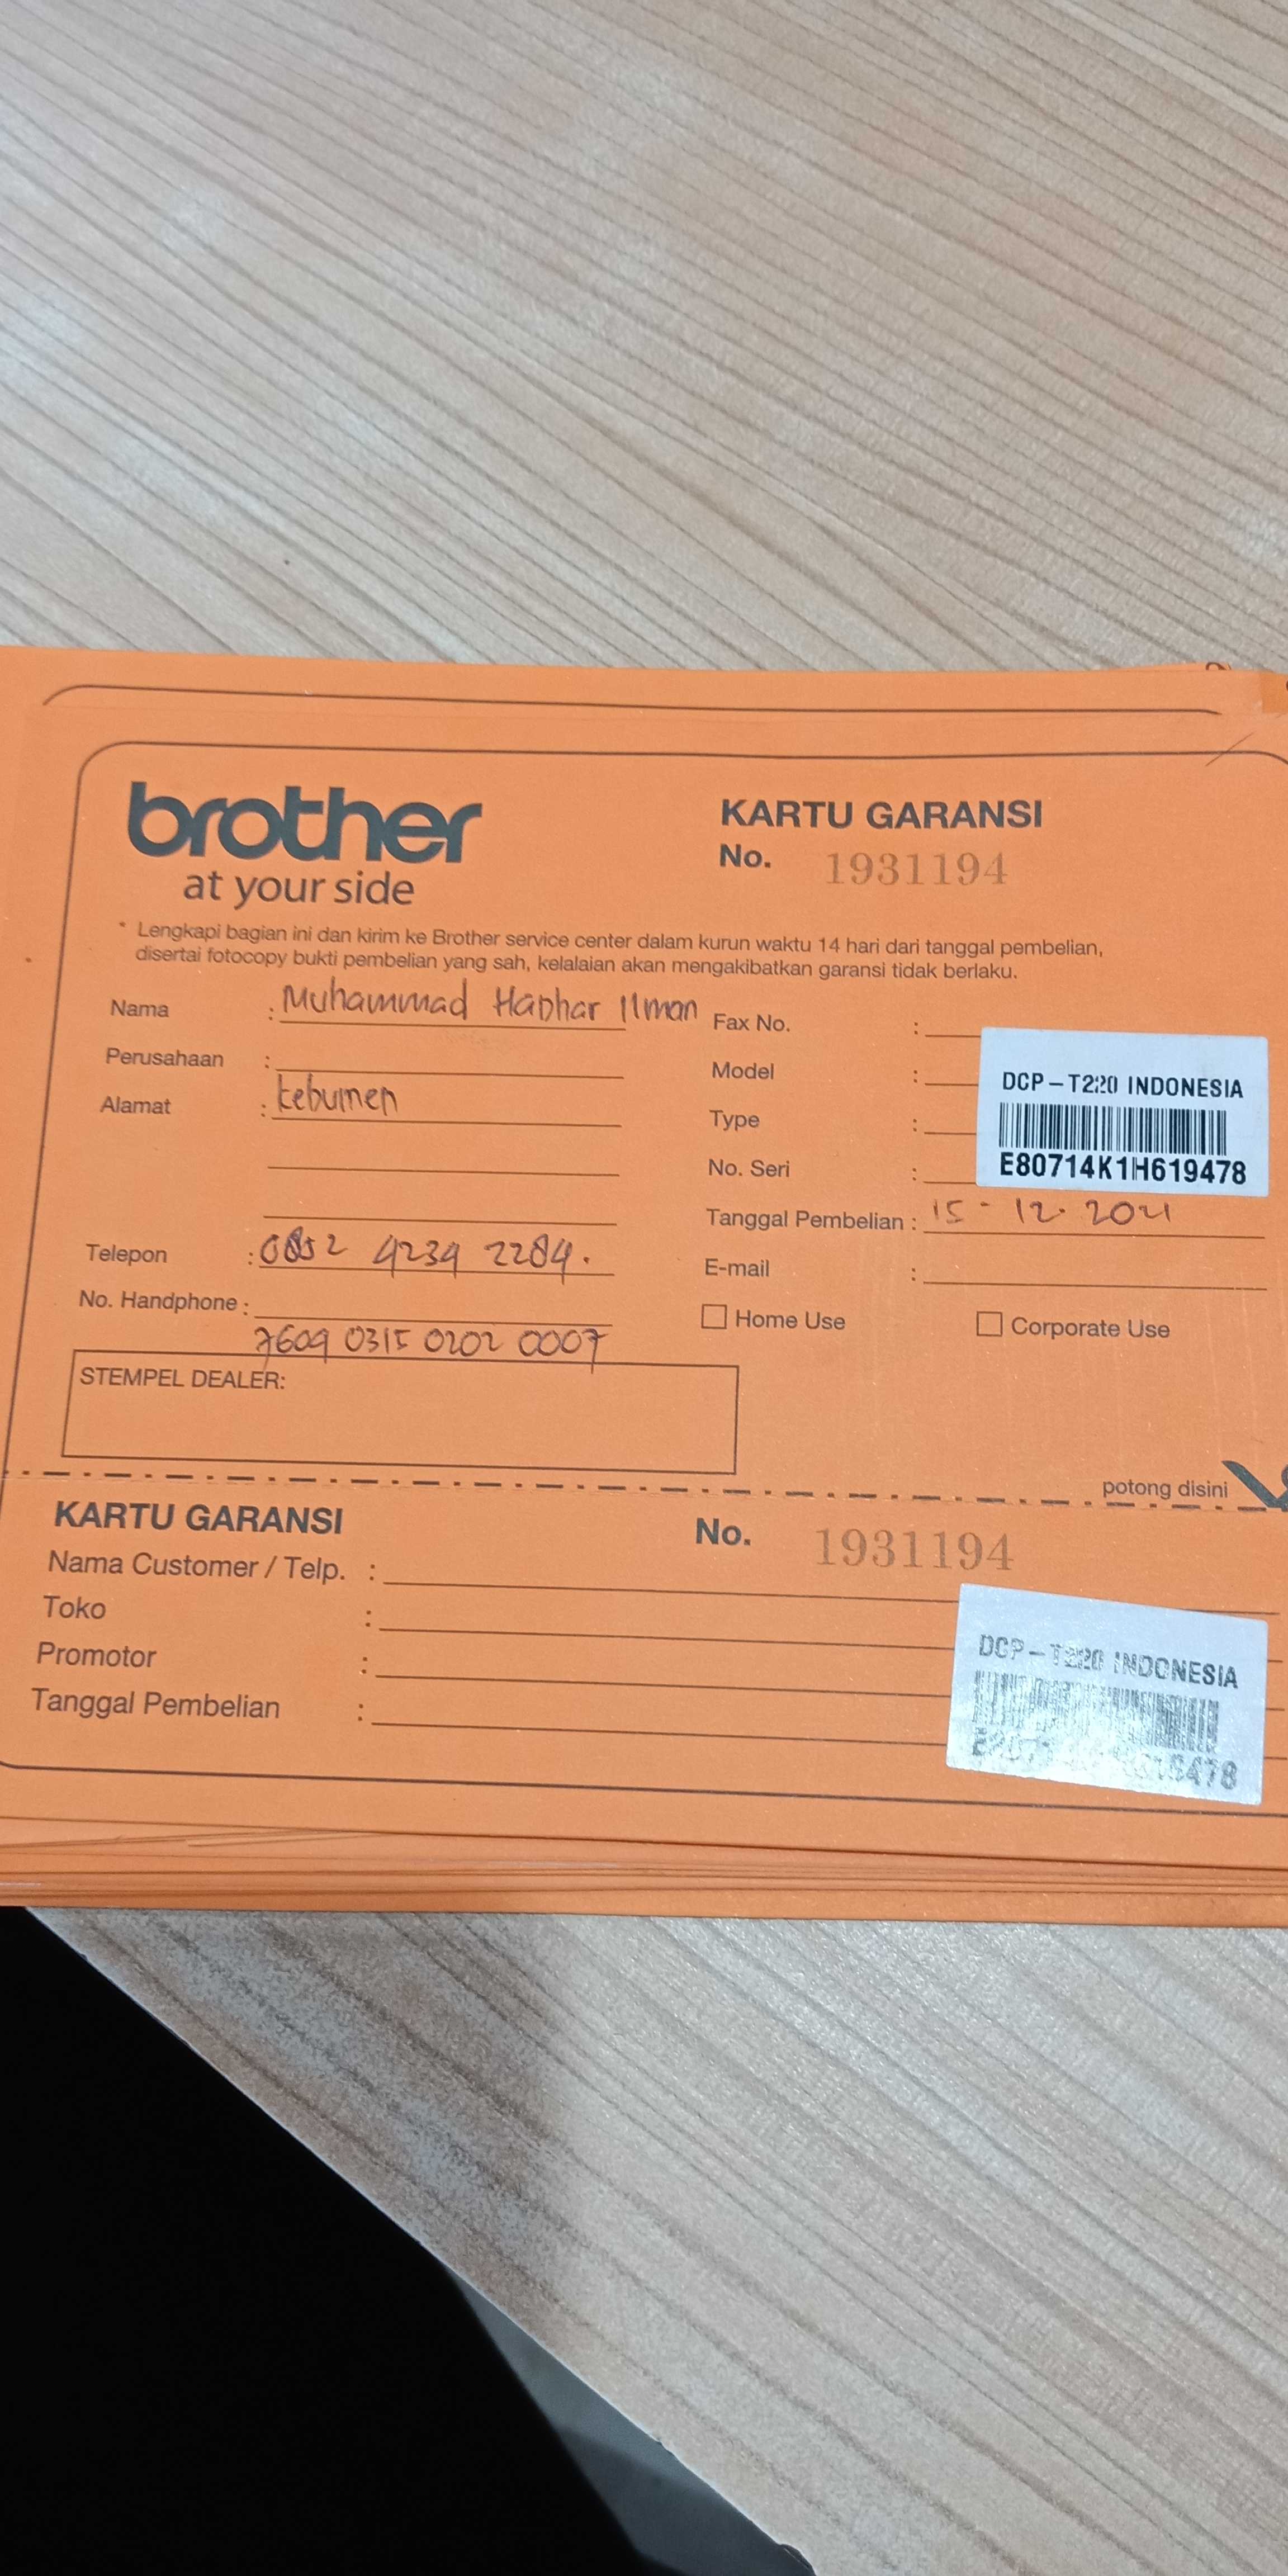 brother
at your side
KARTU GARANSI
No. 1931194
* Lengkapi bagian ini dan kirim ke Brother service center dalam kurun waktu 14 hari dari tanggal pembelian,
disertai fotocopy bukti pembelian yang sah, kelalaian akan mengakibatkan garansi tidak berlaku.
Nama : Muhammad Haohar Ilman
Perusahaan :
Alamat : kebumen
Telepon : 0852 4234 2284.
No. Handphone :
7609 0315 0202 0007
STEMPEL DEALER:
Fax No. :
Model :
Type :
No. Seri :
DCP-T220 INDONESIA
E80714K1H619478
Tanggal Pembelian : 15-12.2021
E-mail :
Home Use Corporate Use
potong disini
KARTU GARANSI No. 1931194
Nama Customer / Telp. :
Toko :
Promotor :
Tanggal Pembelian :
DCP-T220 INDONESIA